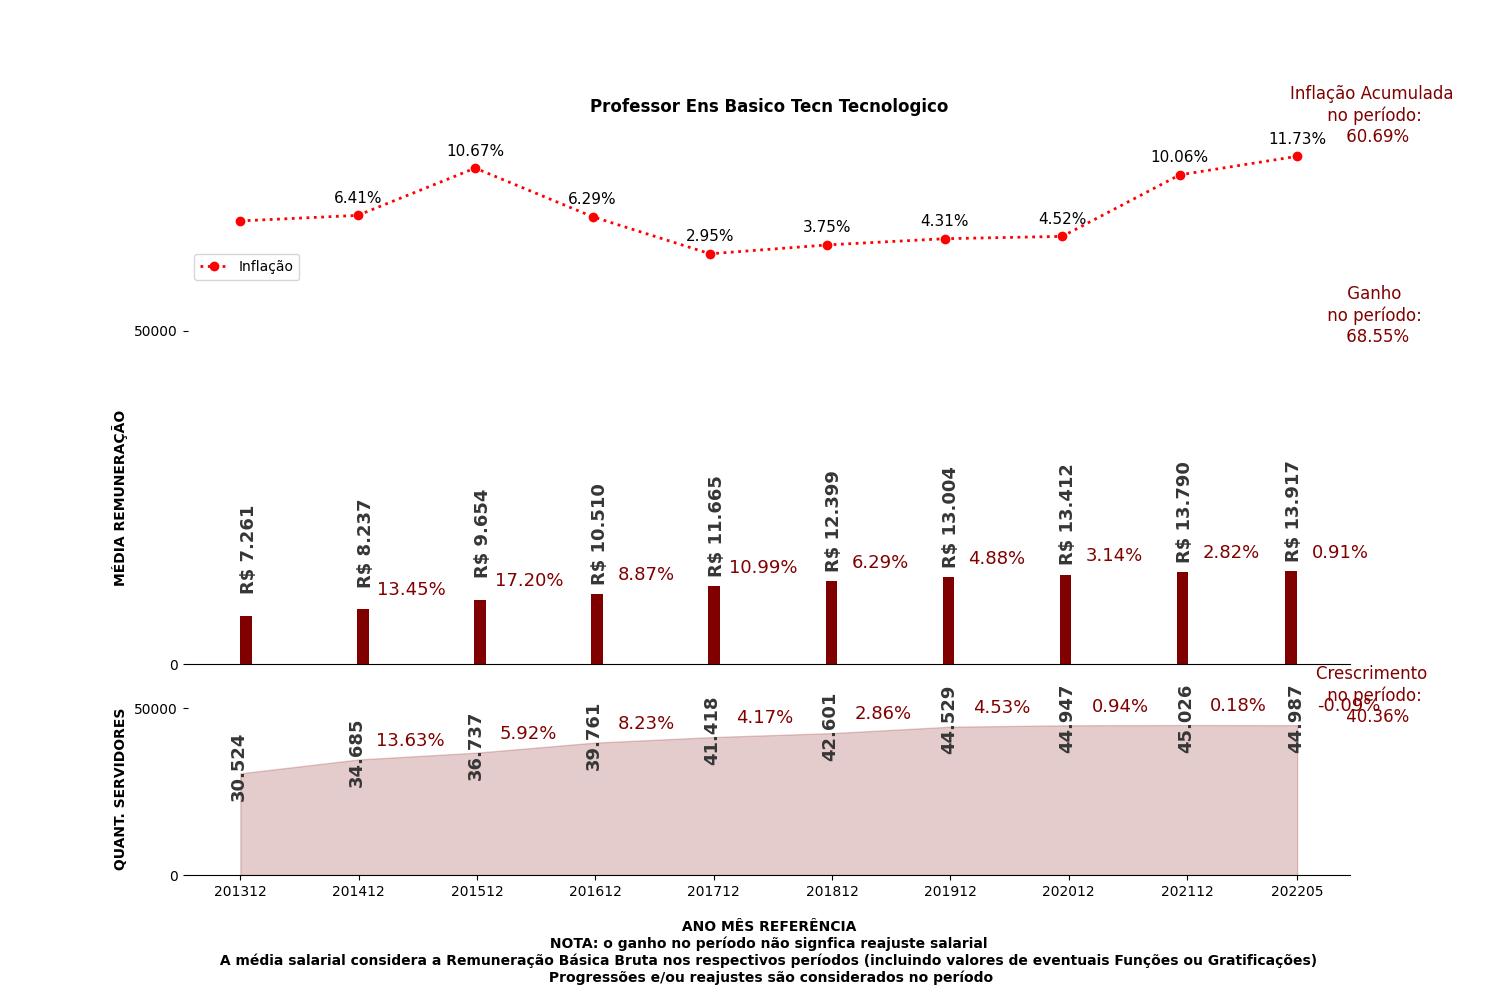 Professor Ens Basico Tecn Tecnologico
Inflação Acumulada
no período:
60.69%
6.41%
10.67%
6.29%
2.95%
3.75%
4.31%
4.52%
10.06%
11.73%
Inflação
Ganho
no período:
68.55%
50000
0
MÉDIA REMUNERAÇÃO
R$ 7.261
R$ 8.237
R$ 9.654
R$ 10.510
R$ 11.665
R$ 12.399
R$ 13.004
R$ 13.412
R$ 13.790
R$ 13.917
13.45%
17.20%
8.87%
10.99%
6.29%
4.88%
3.14%
2.82%
0.91%
Crescrimento
no período:
40.36%
50000
0
QUANT. SERVIDORES
30.524
34.685
36.737
39.761
41.418
42.601
44.529
44.947
45.026
44.987
13.63%
5.92%
8.23%
4.17%
2.86%
4.53%
0.94%
0.18%
-0.09%
201312
201412
201512
201612
201712
201812
201912
202012
202112
202205
ANO MÊS REFERÊNCIA
NOTA: o ganho no período não signfica reajuste salarial
A média salarial considera a Remuneração Básica Bruta nos respectivos períodos (incluindo valores de eventuais Funções ou Gratificações)
Progressões e/ou reajustes são considerados no período